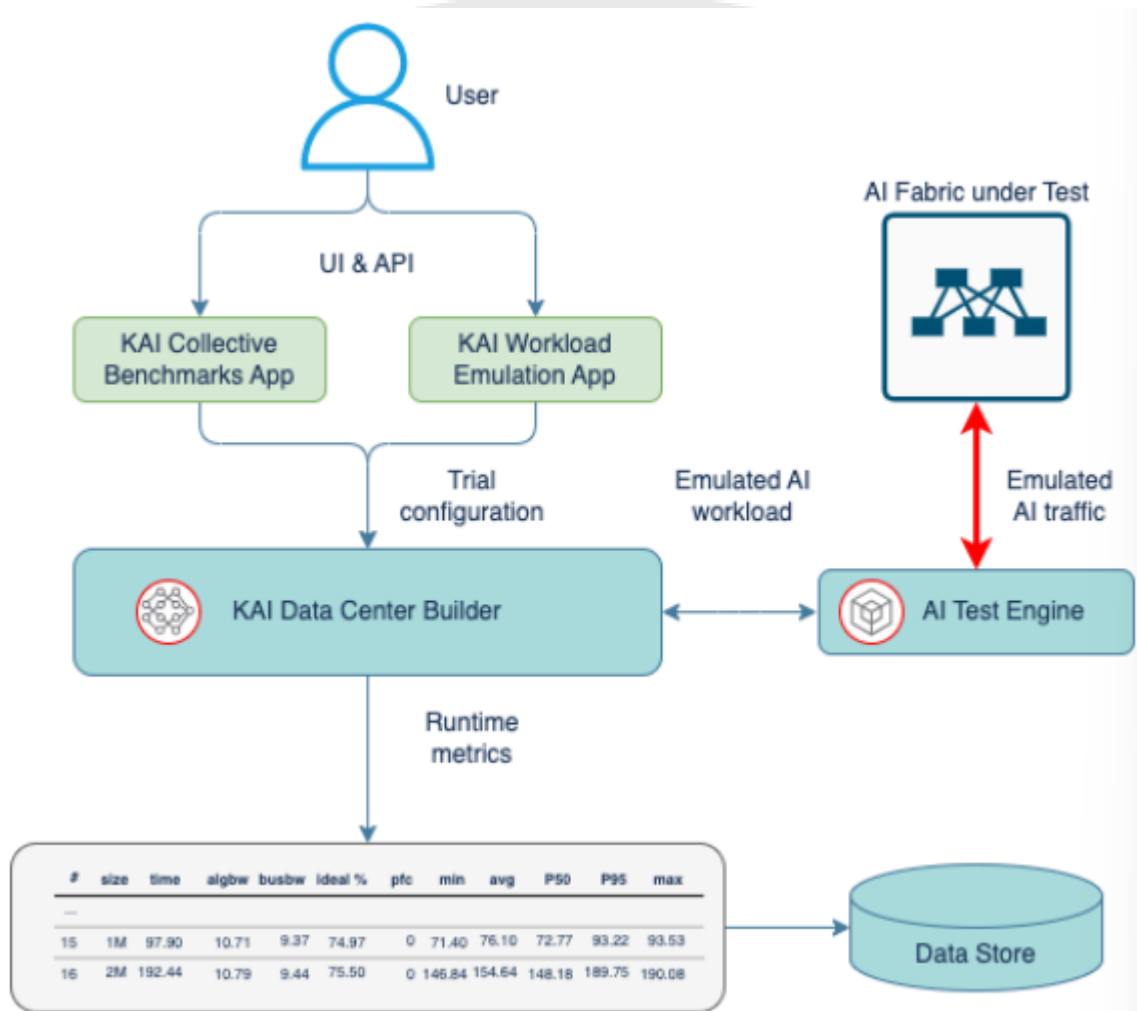 User
AI Fabric under Test
UI & API
KAI Collective
Benchmarks App
KAI Workload
Emulation App
Trial
configuration
Emulated AI
workload
Emulated
AI traffic
KAI Data Center Builder
AI Test Engine
Runtime
metrics
# size time algbw busbw ideal % pfc min avg P50 P95 max
...
15 1M 97.90 10.71 9.37 74.97 0 71.40 76.10 72.77 93.22 93.53
16 2M 192.44 10.79 9.44 75.50 0 146.84 154.64 148.18 189.75 190.08
Data Store